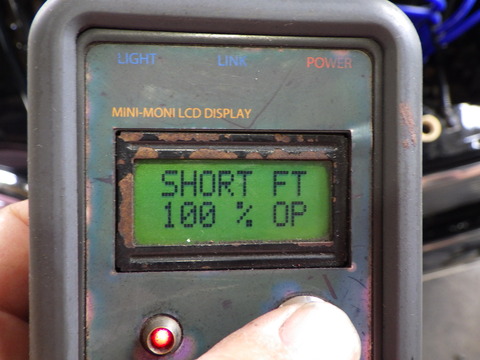 LIGHT LINK POWER
MINI-MONI LCD DISPLAY
SHORT FT
100 % OP